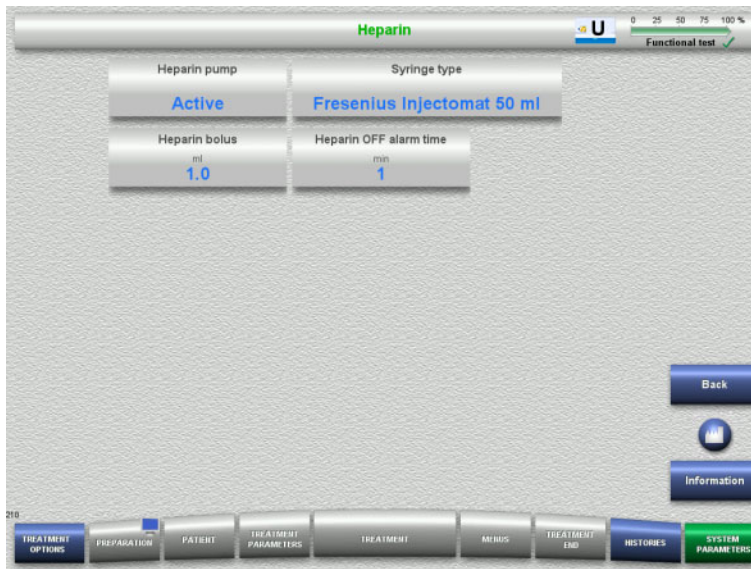 Heparin
U
0 25 50 75 100 %
Functional test
Heparin pump
Active
Syringe type
Fresenius Injectomat 50 ml
Heparin bolus
ml
1.0
Heparin OFF alarm time
min
1
Back
Information
210
TREATMENT
OPTIONS
PREPARATION
PATIENT
TREATMENT
PARAMETERS
TREATMENT
MENUS
TREATMENT
END
HISTORIES
SYSTEM
PARAMETERS